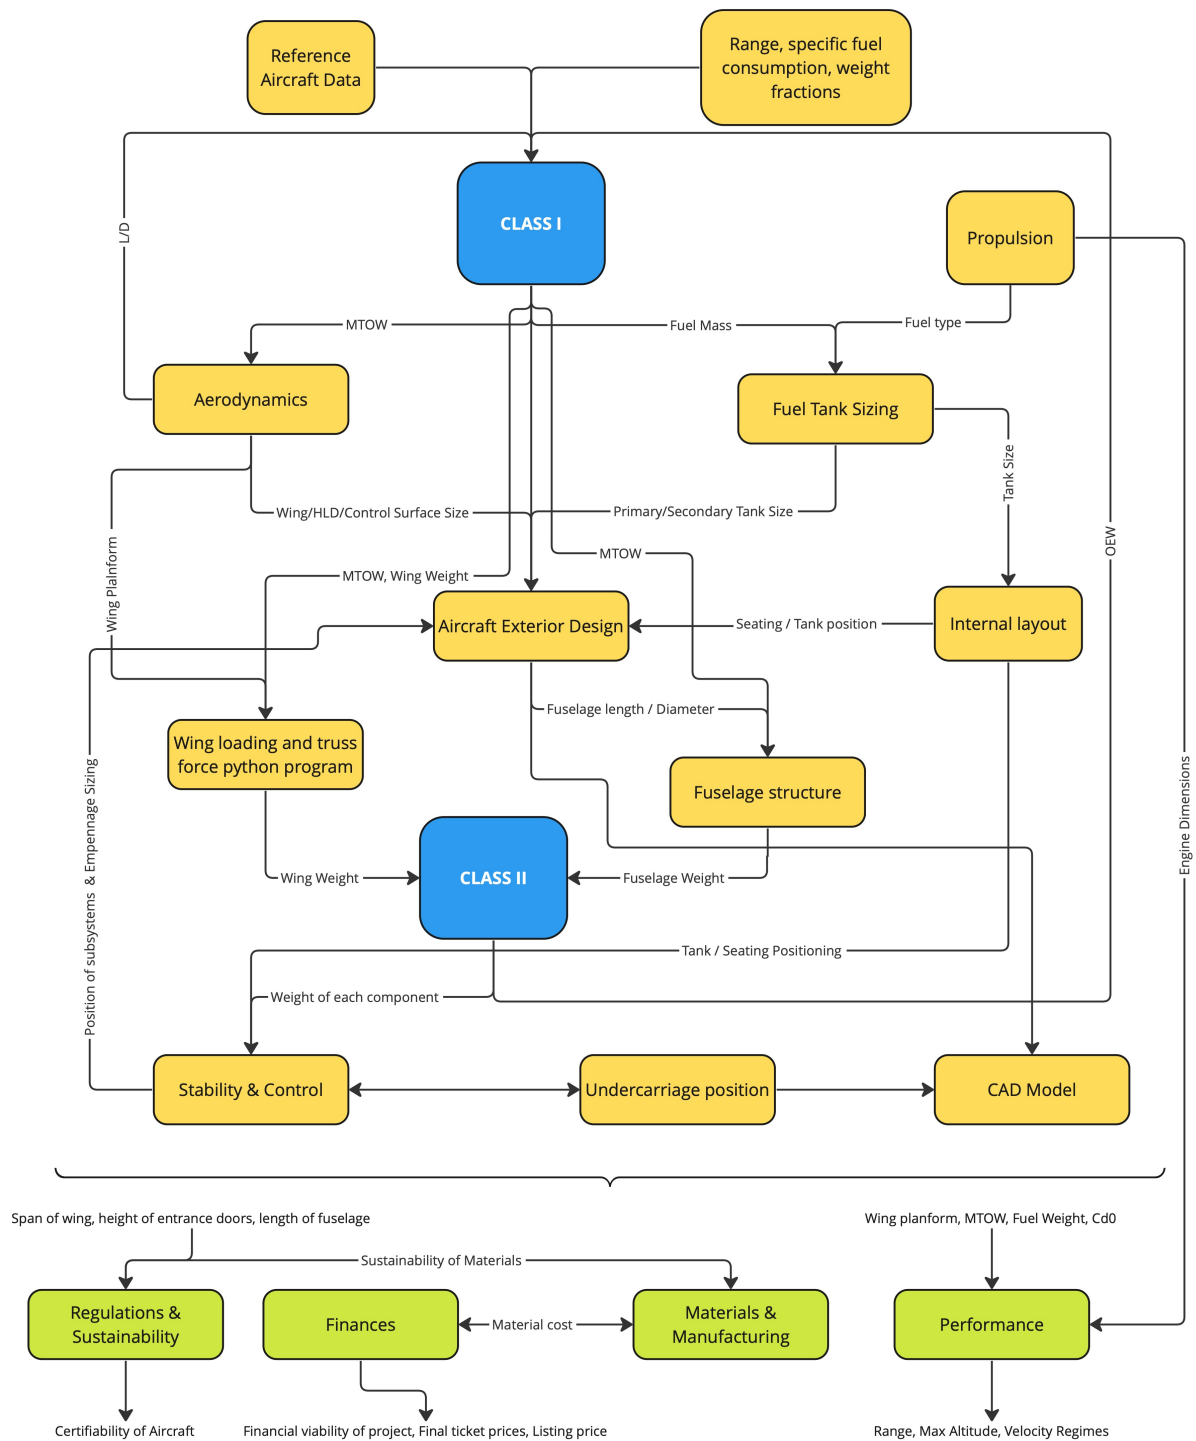 Reference
Aircraft Data
Range, specific fuel
consumption, weight
fractions
CLASS I
L/D
Propulsion
MTOW
Fuel Mass
Fuel type
Aerodynamics
Fuel Tank Sizing
Tank Size
Wing/HLD/Control Surface Size
Primary/Secondary Tank Size
OEW
MTOW
Wing Plainform
MTOW, Wing Weight
Aircraft Exterior Design
Seating / Tank position
Internal layout
Fuselage length / Diameter
Wing loading and truss
force python program
Fuselage structure
Engine Dimensions
Position of subsystems & Empennage Sizing
Wing Weight
CLASS II
Fuselage Weight
Tank / Seating Positioning
Weight of each component
Stability & Control
Undercarriage position
CAD Model
Span of wing, height of entrance doors, length of fuselage
Wing planform, MTOW, Fuel Weight, Cd0
Sustainability of Materials
Regulations &
Sustainability
Finances
Material cost
Materials &
Manufacturing
Performance
Certifiability of Aircraft
Financial viability of project, Final ticket prices, Listing price
Range, Max Altitude, Velocity Regimes